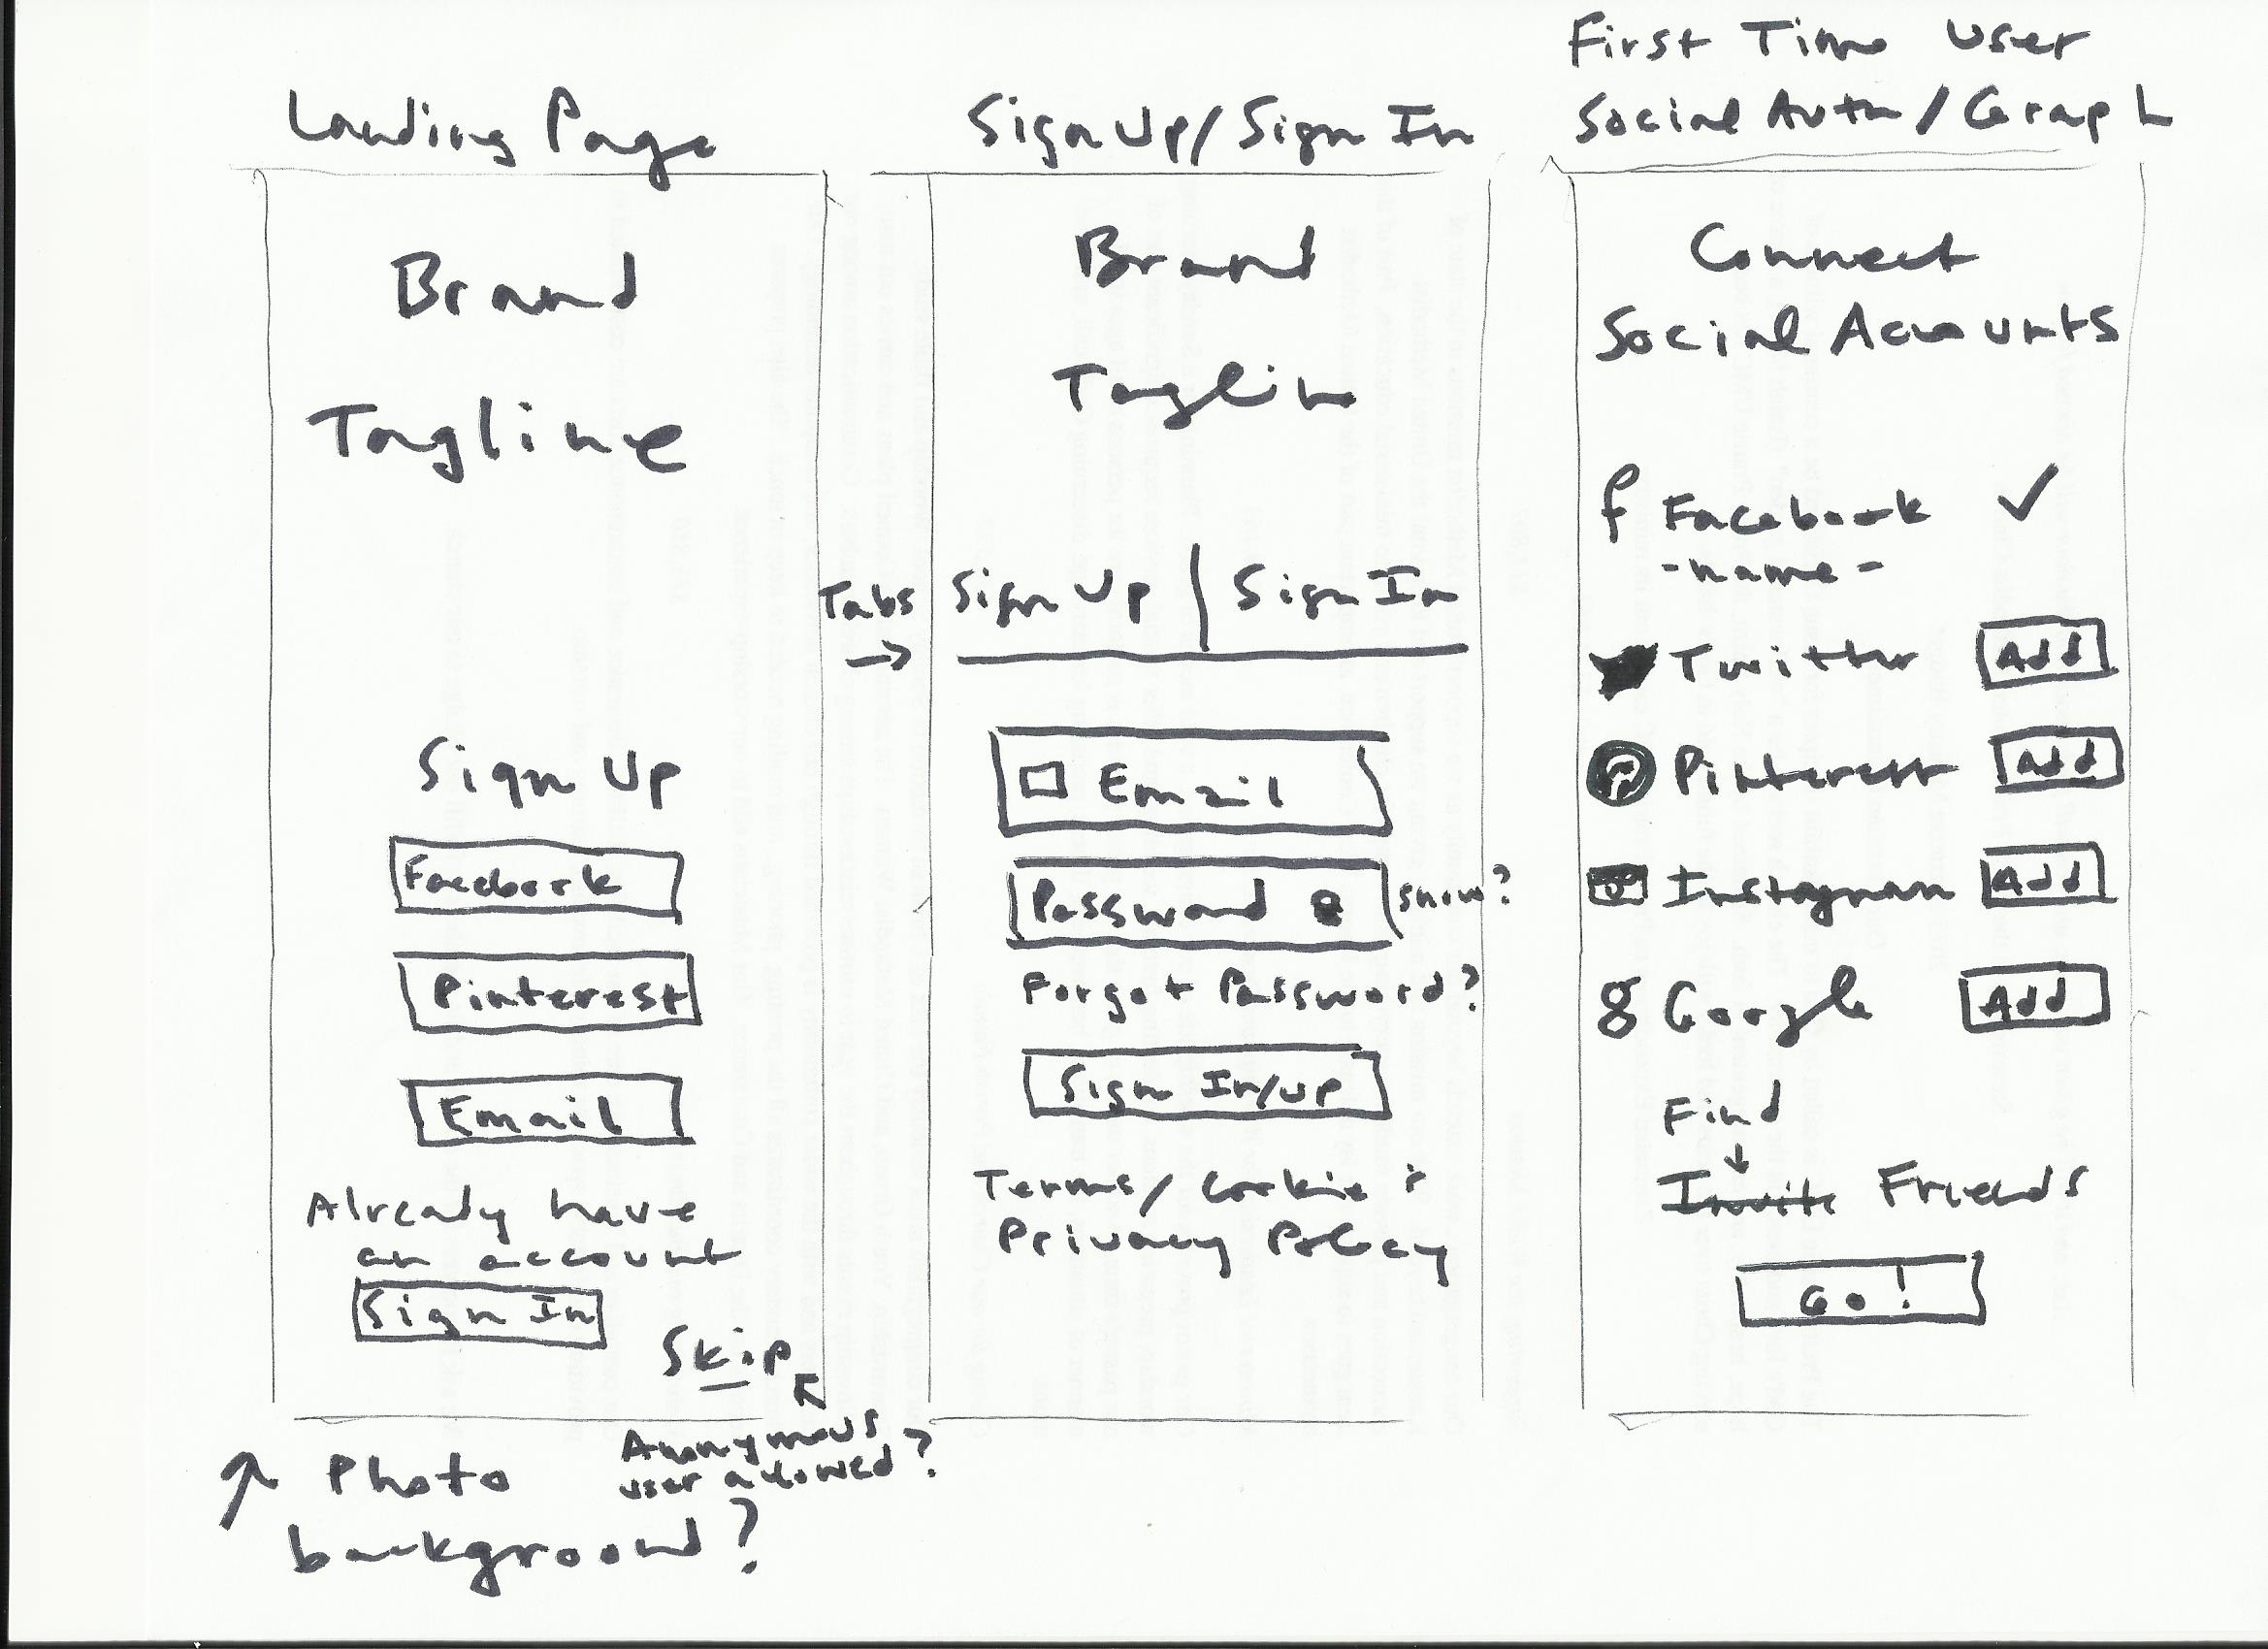 Landing Page
Brand
Tagline
Sign Up
Facebook
Pinterest
Email
Already have
an account
Sign In
Skip
Anonymous
user allowed?
Photo
background?
Sign Up/Sign In
Brand
Tagline
Tabs
Sign Up | Sign In
Email
Password
show?
Forgot Password?
Sign In/Up
Terms/Cookie +
Privacy Policy
First Time User
Social Auth/Graph
Connect
Social Accounts
f Facebook ✓
- name -
Twitter Add
Pinterest Add
Instagram Add
g Google Add
Find
Invite Friends
Go!